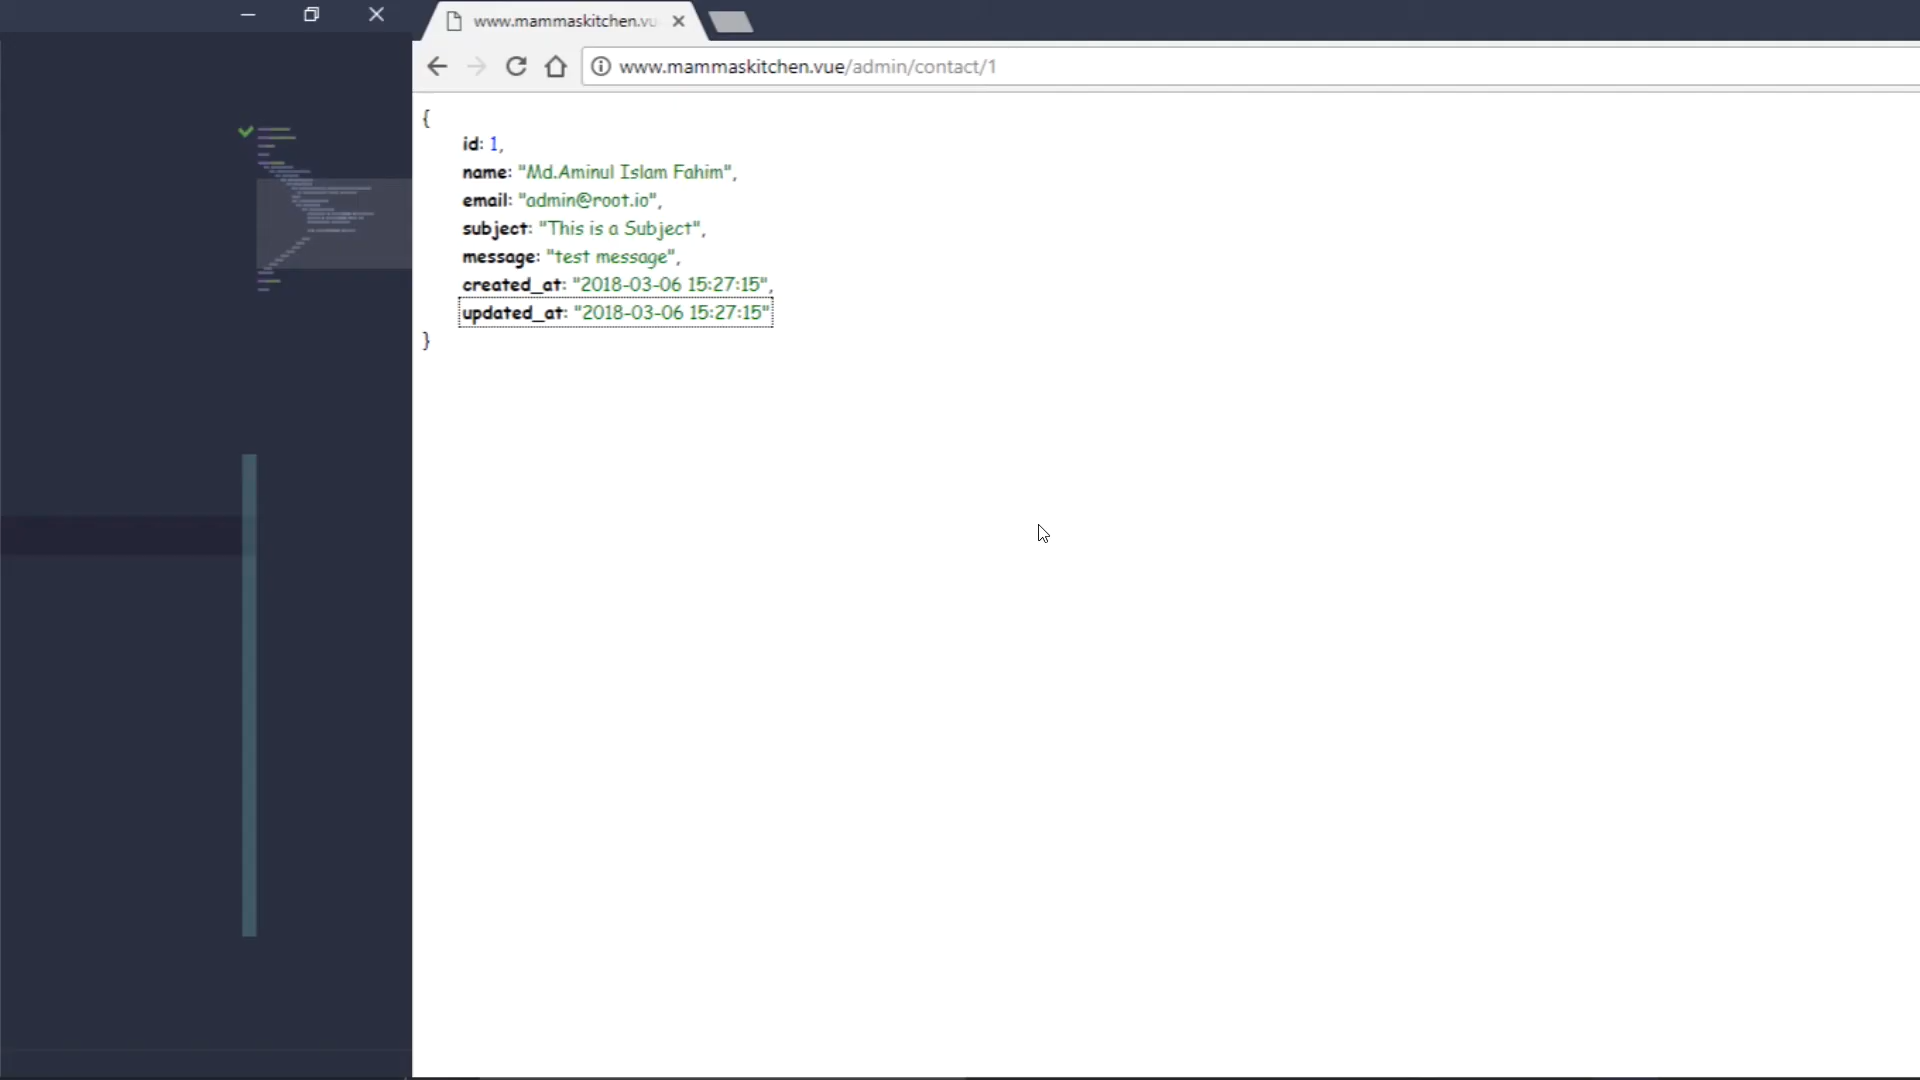 www.mammaskitchen.vu
www.mammaskitchen.vue/admin/contact/1
{
id: 1,
name: "Md.Aminul Islam Fahim",
email: "admin@root.io",
subject: "This is a Subject",
message: "test message",
created_at: "2018-03-06 15:27:15",
updated_at: "2018-03-06 15:27:15"
}